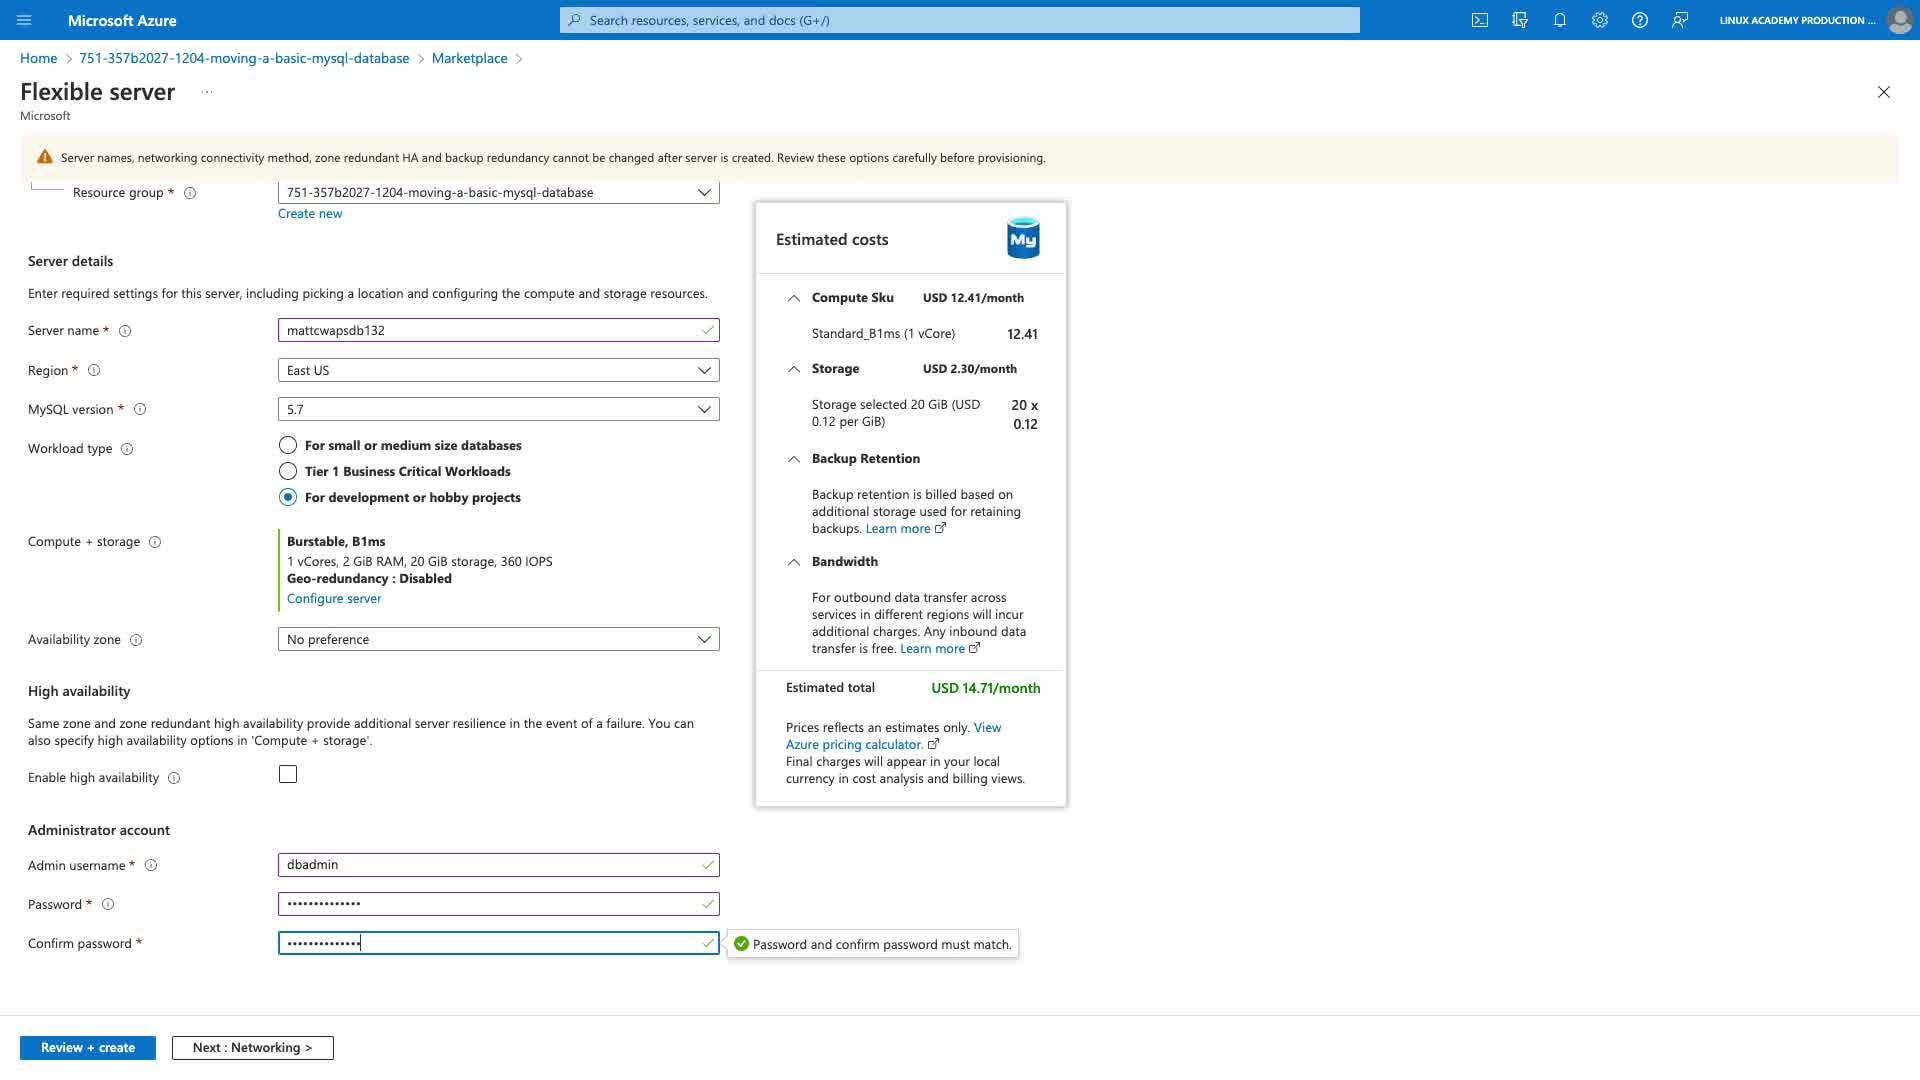 Microsoft Azure
Search resources, services, and docs (G+/)
LINUX ACADEMY PRODUCTION ...
Home > 751-357b2027-1204-moving-a-basic-mysql-database > Marketplace >
Flexible server ...
Microsoft
Server names, networking connectivity method, zone redundant HA and backup redundancy cannot be changed after server is created. Review these options carefully before provisioning.
Resource group *
751-357b2027-1204-moving-a-basic-mysql-database
Create new
Server details
Enter required settings for this server, including picking a location and configuring the compute and storage resources.
Server name *
mattcwapsdb132
Region *
East US
MySQL version *
5.7
Workload type
For small or medium size databases
Tier 1 Business Critical Workloads
For development or hobby projects
Compute + storage
Burstable, B1ms
1 vCores, 2 GiB RAM, 20 GiB storage, 360 IOPS
Geo-redundancy : Disabled
Configure server
Availability zone
No preference
High availability
Same zone and zone redundant high availability provide additional server resilience in the event of a failure. You can
also specify high availability options in 'Compute + storage'.
Enable high availability
Administrator account
Admin username *
dbadmin
Password *
••••••••••••••
Confirm password *
••••••••••••••
Password and confirm password must match.
Estimated costs
My
Compute Sku USD 12.41/month
Standard_B1ms (1 vCore) 12.41
Storage USD 2.30/month
Storage selected 20 GiB (USD 20 x
0.12 per GiB) 0.12
Backup Retention
Backup retention is billed based on
additional storage used for retaining
backups. Learn more
Bandwidth
For outbound data transfer across
services in different regions will incur
additional charges. Any inbound data
transfer is free. Learn more
Estimated total USD 14.71/month
Prices reflects an estimates only. View
Azure pricing calculator.
Final charges will appear in your local
currency in cost analysis and billing views.
Review + create
Next : Networking >